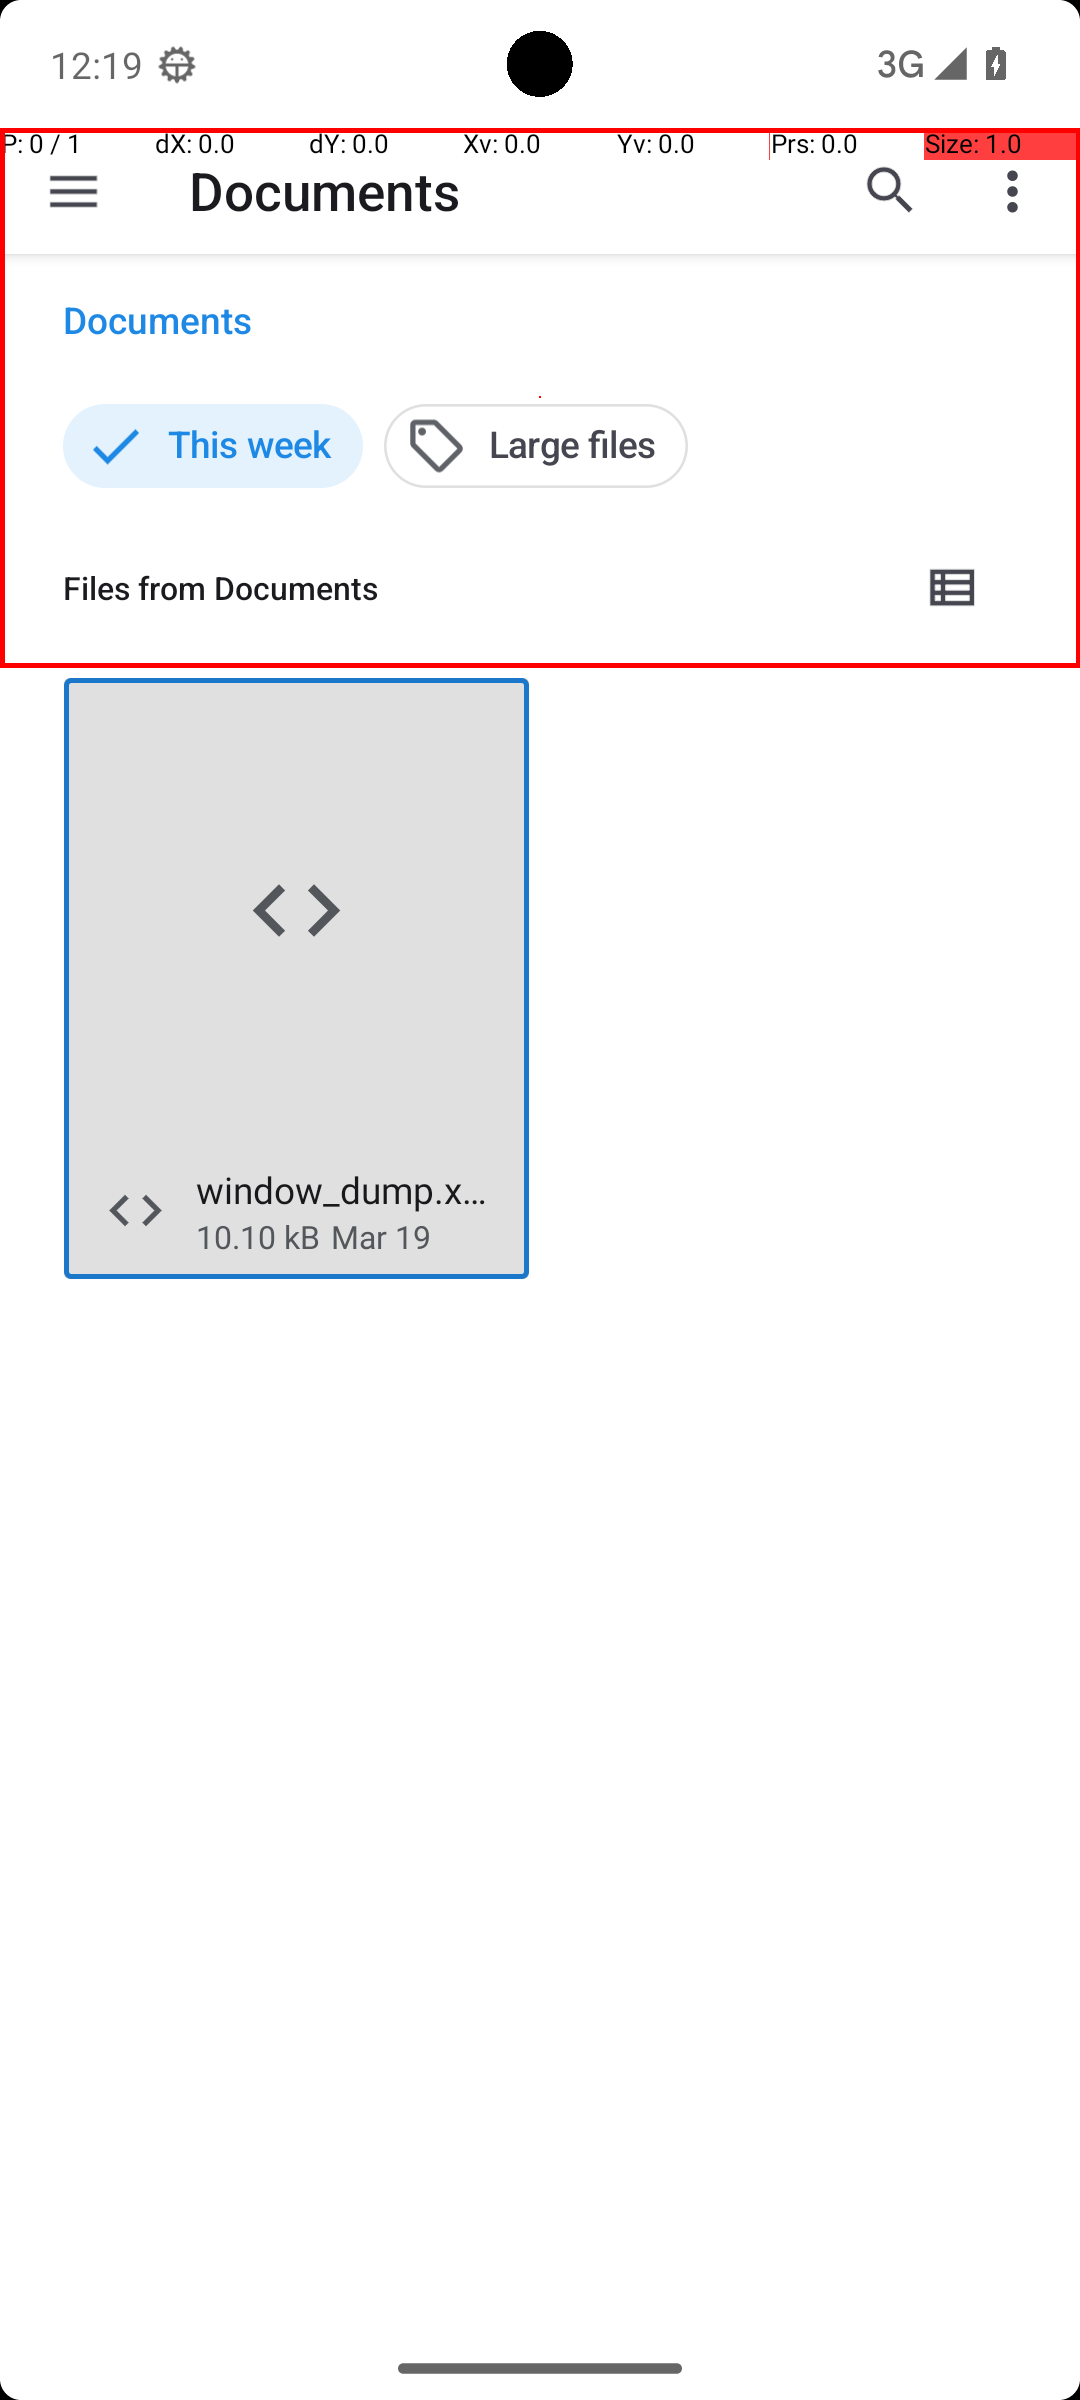 12:19
3G
P: 0 / 1 dX: 0.0 dY: 0.0 Xv: 0.0 Yv: 0.0 Prs: 0.0 Size: 1.0
Documents
Documents
This week
Large files
Files from Documents
window_dump.x...
10.10 kB Mar 19